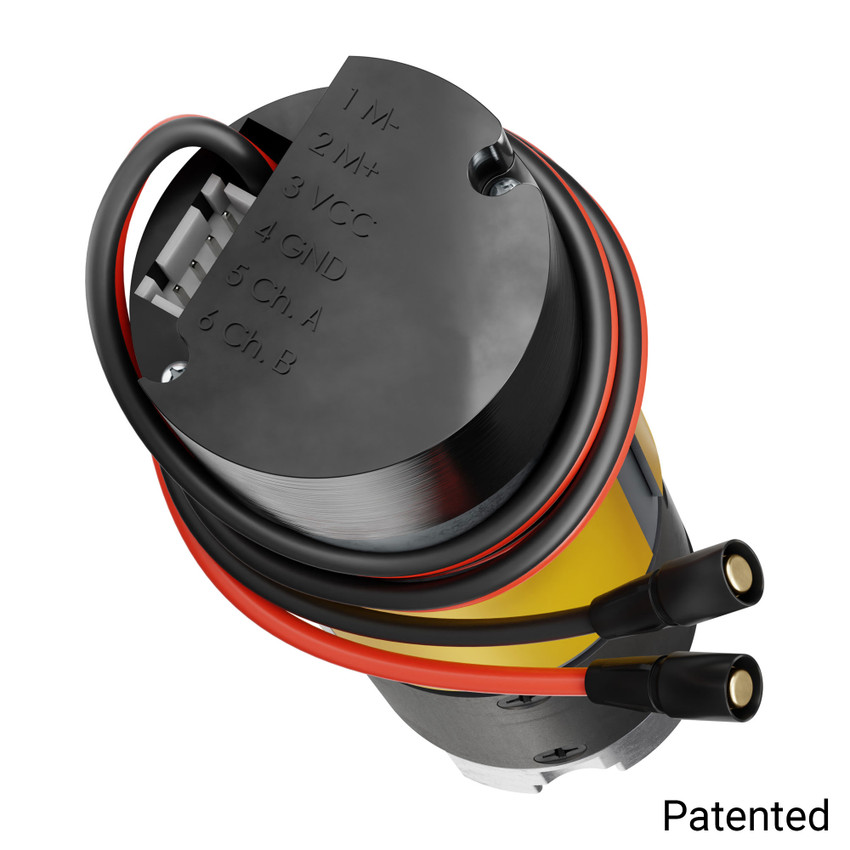 1 M-
2 M+
3 VCC
4 GND
5 Ch. A
6 Ch. B
Patented